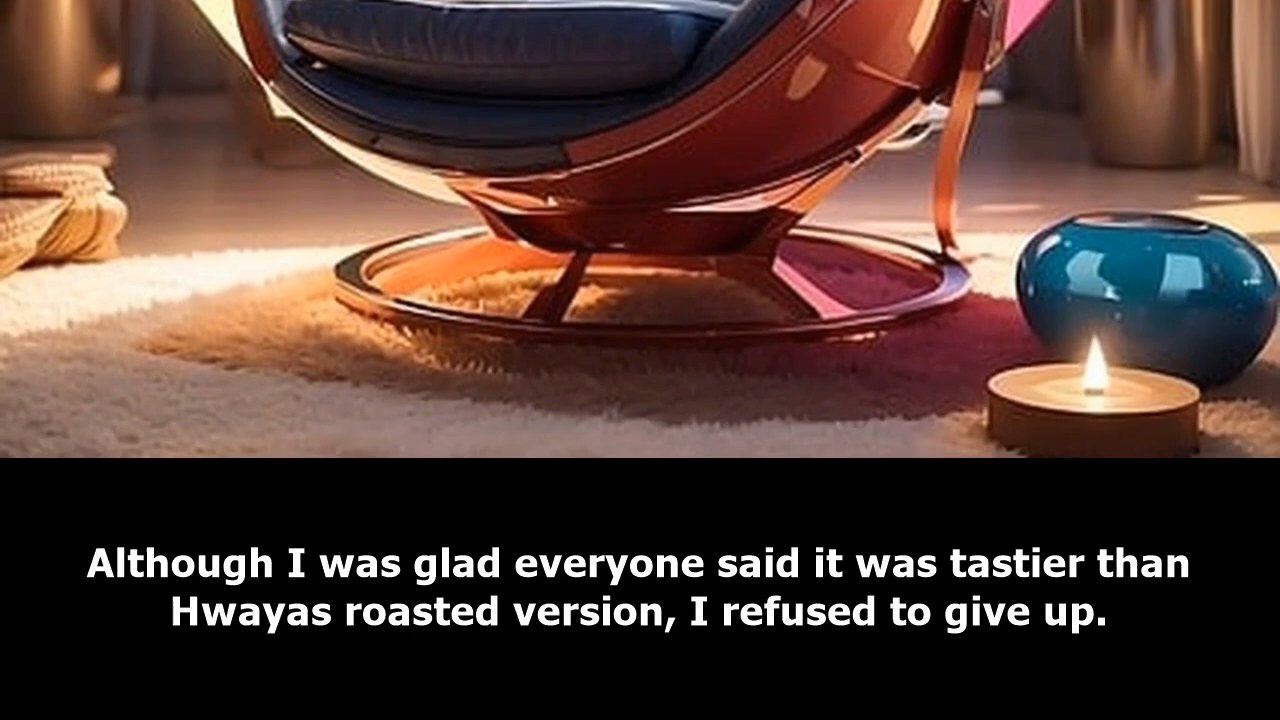 Although I was glad everyone said it was tastier than
Hwayas roasted version, I refused to give up.